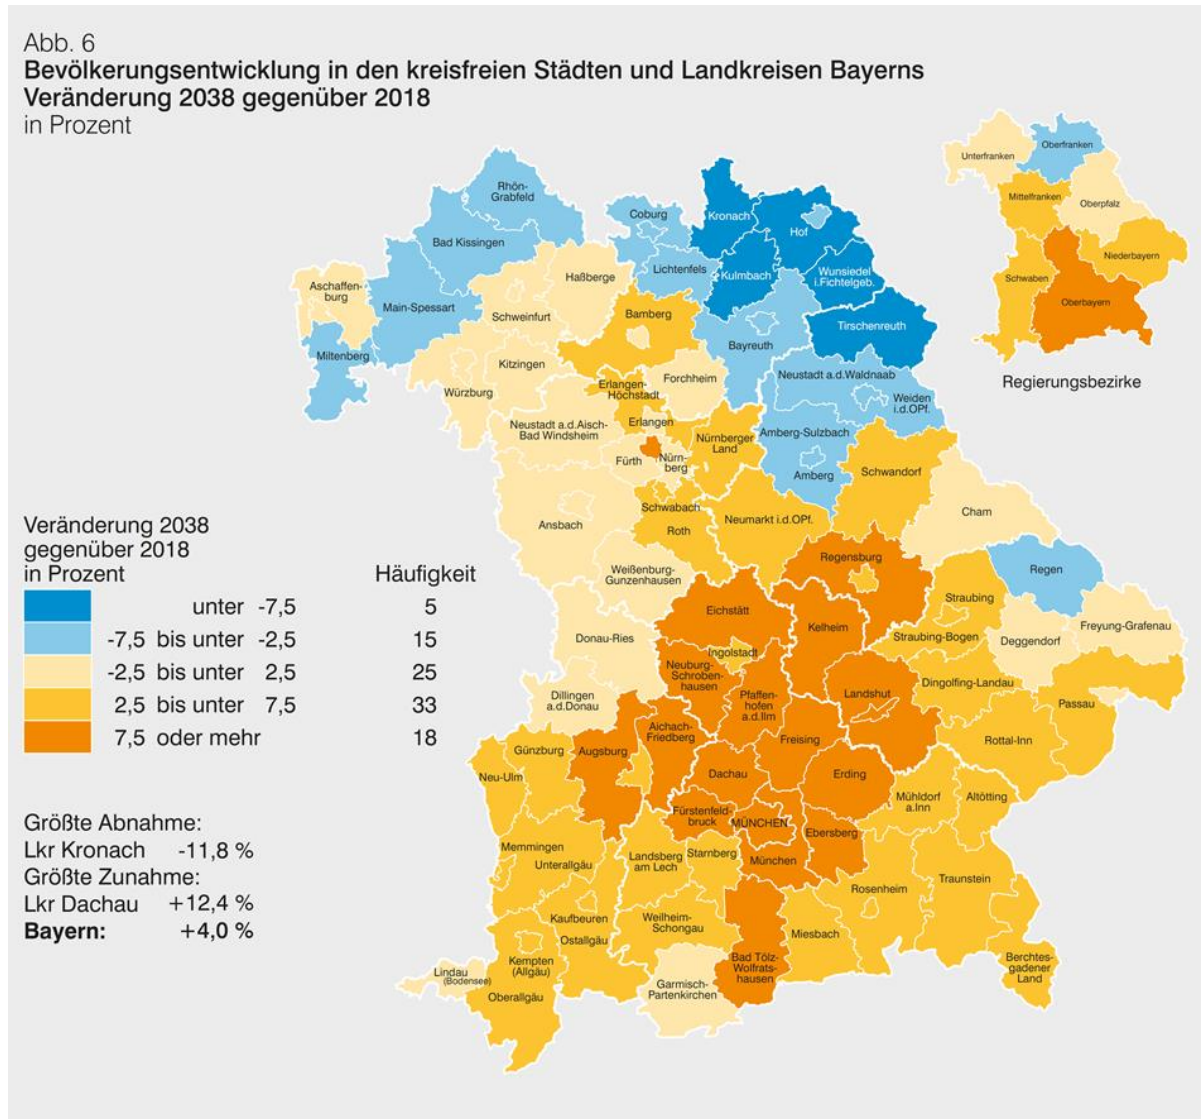 Abb. 6
Bevölkerungsentwicklung in den kreisfreien Städten und Landkreisen Bayerns
Veränderung 2038 gegenüber 2018
in Prozent
Unterfranken
Oberfranken
Mittelfranken
Oberpfalz
Niederbayern
Schwaben
Oberbayern
Regierungsbezirke
Rhön-
Grabfeld
Bad Kissingen
Coburg
Kronach
Hof
Lichtenfels
Kulmbach
Wunsiedel
i.Fichtelgeb.
Haßberge
Aschaffen-
burg
Main-Spessart
Schweinfurt
Bamberg
Tirschenreuth
Miltenberg
Bayreuth
Kitzingen
Würzburg
Forchheim
Neustadt a.d.Waldnaab
Weiden
i.d.OPf.
Erlangen-
Höchstadt
Neustadt a.d.Aisch-
Bad Windsheim
Erlangen
Nürnberger
Land
Amberg-Sulzbach
Amberg
Fürth
Nürn-
berg
Schwandorf
Schwabach
Ansbach
Roth
Neumarkt i.d.OPf.
Cham
Weißenburg-
Gunzenhausen
Regensburg
Regen
Eichstätt
Kelheim
Straubing
Straubing-Bogen
Deggendorf
Freyung-Grafenau
Donau-Ries
Ingolstadt
Neuburg-
Schroben-
hausen
Pfaffen-
hofen
a.d.Ilm
Landshut
Dingolfing-Landau
Passau
Dillingen
a.d.Donau
Rottal-Inn
Günzburg
Augsburg
Aichach-
Friedberg
Freising
Neu-Ulm
Dachau
Erding
Mühldorf
a.Inn
Altötting
Fürstenfeld-
bruck
MÜNCHEN
Ebersberg
München
Memmingen
Unterallgäu
Landsberg
am Lech
Starnberg
Rosenheim
Traunstein
Kaufbeuren
Weilheim-
Schongau
Miesbach
Ostallgäu
Kempten
(Allgäu)
Bad Tölz-
Wolfrats-
hausen
Berchtes-
gadener
Land
Lindau
(Bodensee)
Oberallgäu
Garmisch-
Partenkirchen
Veränderung 2038
gegenüber 2018
in Prozent Häufigkeit
unter -7,5 5
-7,5 bis unter -2,5 15
-2,5 bis unter 2,5 25
2,5 bis unter 7,5 33
7,5 oder mehr 18
Größte Abnahme:
Lkr Kronach -11,8 %
Größte Zunahme:
Lkr Dachau +12,4 %
Bayern: +4,0 %